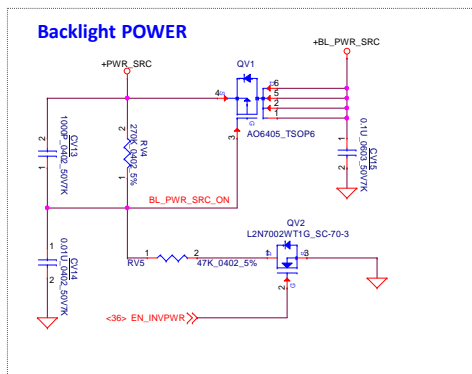 Backlight POWER
+PWR_SRC
+BL_PWR_SRC
QV1
4
6
5
2
1
3
S
D
G
AO6405_TSOP6
CV13
1000P_0402_50V7K
2
1
RV4
270K_0402_5%
2
1
BL_PWR_SRC_ON
CV15
0.1U_0603_50V7K
1
2
CV14
0.01U_0402_50V7K
1
2
QV2
L2N7002WT1G_SC-70-3
RV5
1
2
47K_0402_5%
1
3
D
S
G
2
<36> EN_INVPWR